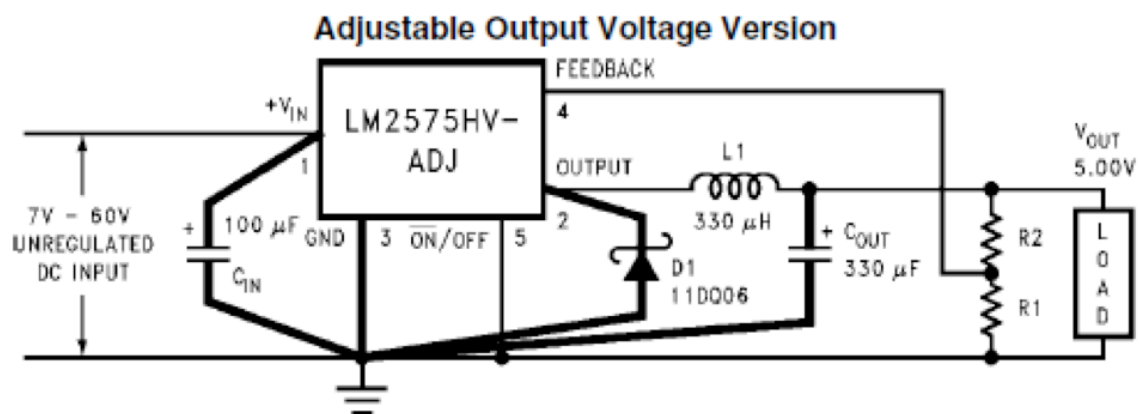 Adjustable Output Voltage Version
FEEDBACK
+VIN
LM2575HV-
ADJ
4
1
OUTPUT
L1
VOUT
5.00V
7V - 60V
UNREGULATED
DC INPUT
+
100 μF
CIN
GND
3
ON/OFF
5
2
330 μH
D1
11DQ06
+
COUT
330 μF
R2
R1
LOAD